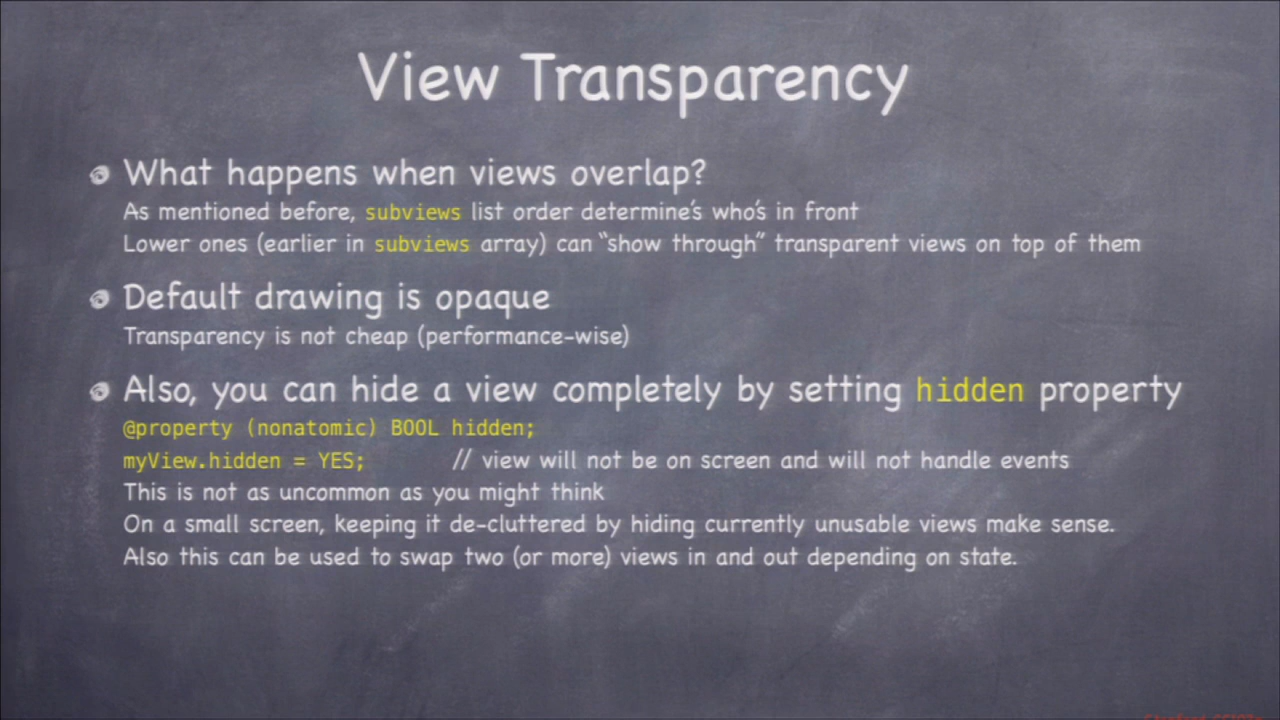 View Transparency
What happens when views overlap?
As mentioned before, subviews list order determine's who's in front
Lower ones (earlier in subviews array) can “show through” transparent views on top of them
Default drawing is opaque
Transparency is not cheap (performance-wise)
Also, you can hide a view completely by setting hidden property
@property (nonatomic) BOOL hidden;
myView.hidden = YES; // view will not be on screen and will not handle events
This is not as uncommon as you might think
On a small screen, keeping it de-cluttered by hiding currently unusable views make sense.
Also this can be used to swap two (or more) views in and out depending on state.